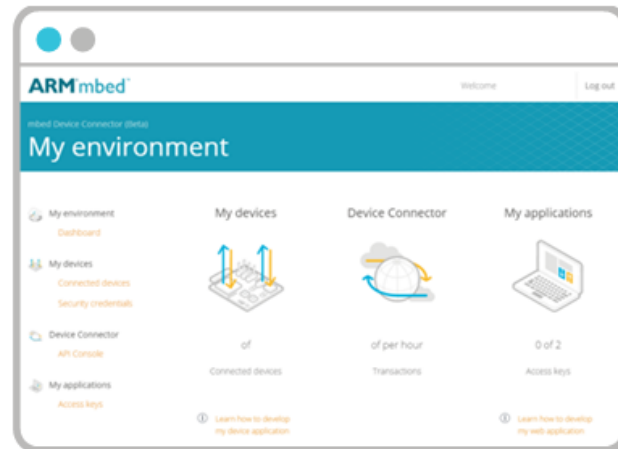 ARM®mbed™
Welcome
Log out
mbed Device Connector (Beta)
My environment
My environment
Dashboard
My devices
Connected devices
Security credentials
Device Connector
API Console
My applications
Access keys
My devices
of
Connected devices
Learn how to develop
my device application
Device Connector
of per hour
Transactions
My applications
0 of 2
Access keys
Learn how to develop
my web application